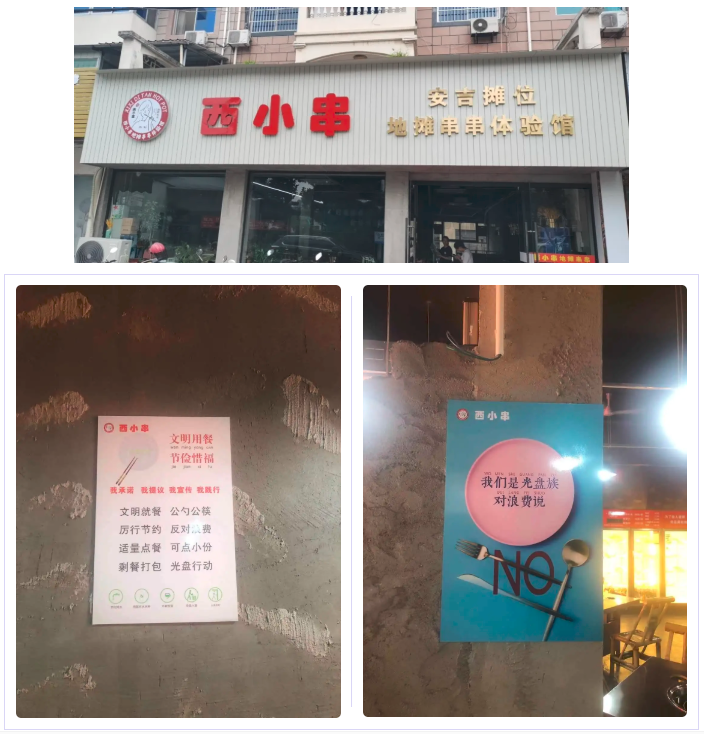 西小串
安吉摊位
地摊串串体验馆
西小串
文明用餐
节俭惜福
我承诺 我提议 我宣传 我践行
文明就餐 公勺公筷
厉行节约 反对浪费
适量点餐 可点小份
剩餐打包 光盘行动
西小串
我们是光盘族
对浪费说
NO